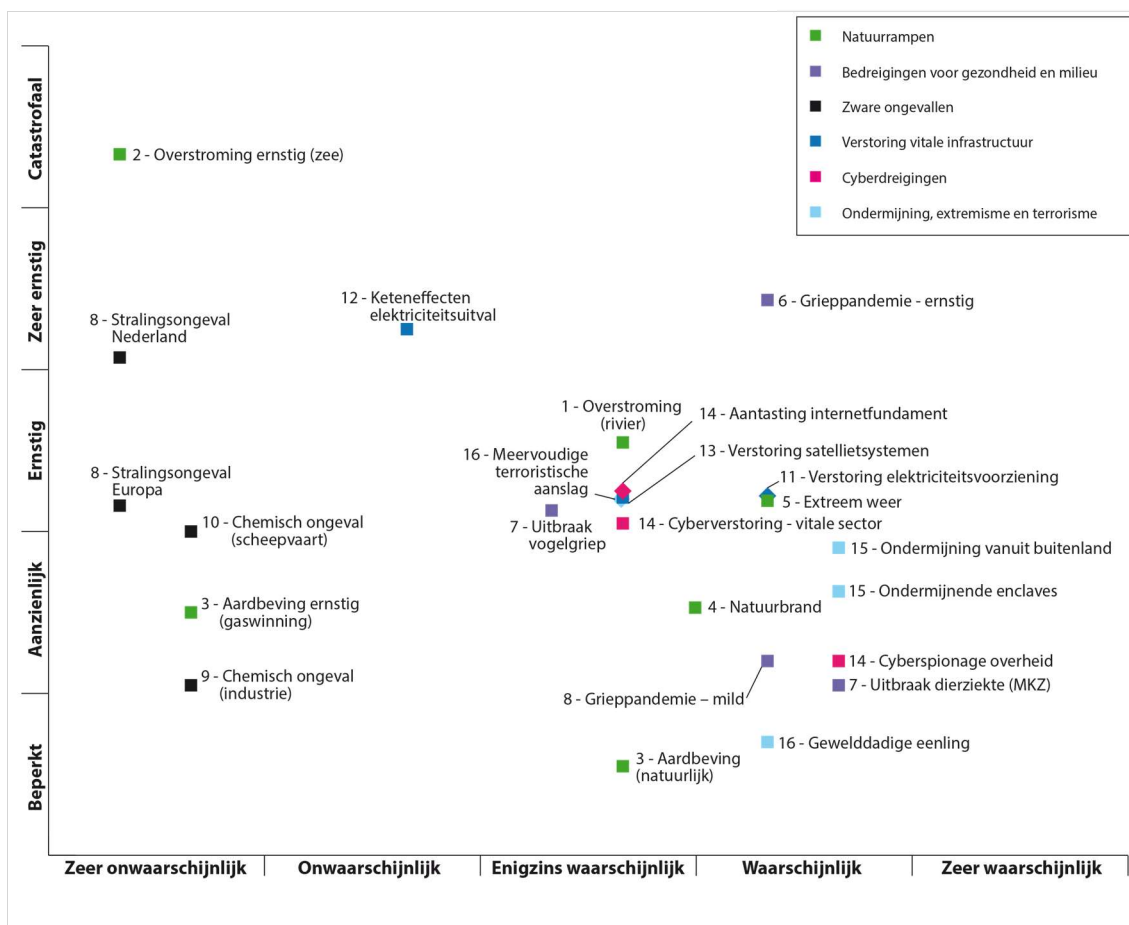 Natuurrampen
Bedreigingen voor gezondheid en milieu
Zware ongevallen
Verstoring vitale infrastructuur
Cyberdreigingen
Ondermijning, extremisme en terrorisme
Catastrofaal
2 - Overstroming ernstig (zee)
Zeer ernstig
12 - Keteneffecten
elektriciteitsuitval
6 - Grieppandemie - ernstig
8 - Stralingsongeval
Nederland
Ernstig
1 - Overstroming
(rivier)
14 - Aantasting internetfundament
16 - Meervoudige
terroristische
aanslag
13 - Verstoring satellietsystemen
8 - Stralingsongeval
Europa
11 - Verstoring elektriciteitsvoorziening
5 - Extreem weer
7 - Uitbraak
vogelgriep
14 - Cyberverstoring - vitale sector
10 - Chemisch ongeval
(scheepvaart)
Aanzienlijk
15 - Ondermijning vanuit buitenland
15 - Ondermijnende enclaves
3 - Aardbeving ernstig
(gaswinning)
4 - Natuurbrand
14 - Cyberspionage overheid
9 - Chemisch ongeval
(industrie)
7 - Uitbraak dierziekte (MKZ)
8 - Grieppandemie – mild
Beperkt
16 - Gewelddadige eenling
3 - Aardbeving
(natuurlijk)
Zeer onwaarschijnlijk
Onwaarschijnlijk
Enigzins waarschijnlijk
Waarschijnlijk
Zeer waarschijnlijk